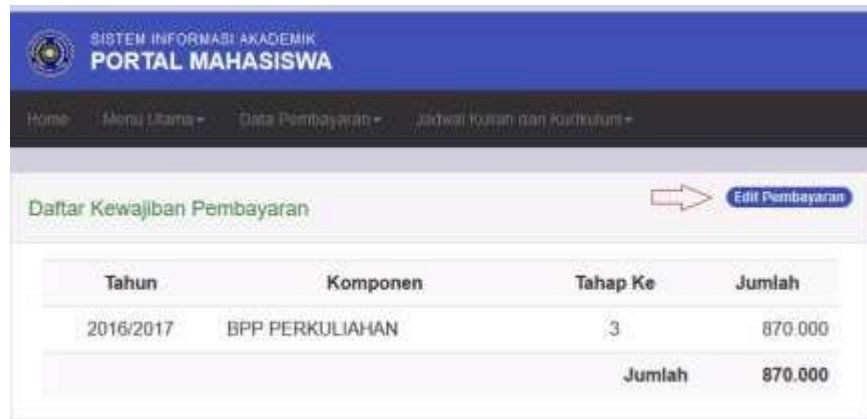 SISTEM INFORMASI AKADEMIK
PORTAL MAHASISWA
Home Menu Utama Data Pembayaran Jadwal Kuliah dan Kurikulum
Daftar Kewajiban Pembayaran Edit Pembayaran
Tahun Komponen Tahap Ke Jumlah
2016/2017 BPP PERKULIAHAN 3 870.000
Jumlah 870.000